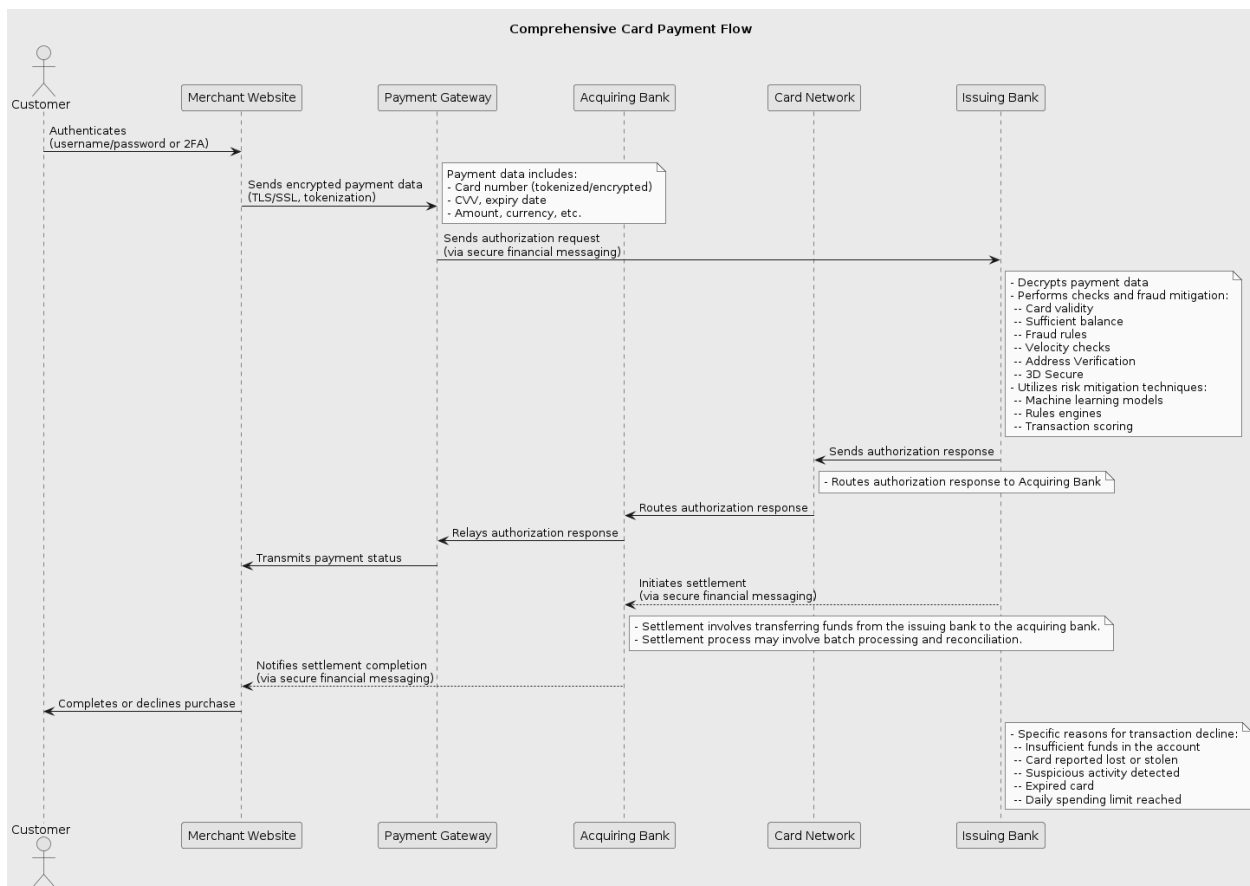 Comprehensive Card Payment Flow
Customer
Merchant Website
Payment Gateway
Acquiring Bank
Card Network
Issuing Bank
Authenticates
(username/password or 2FA)
Sends encrypted payment data
(TLS/SSL, tokenization)
Payment data includes:
- Card number (tokenized/encrypted)
- CVV, expiry date
- Amount, currency, etc.
Sends authorization request
(via secure financial messaging)
- Decrypts payment data
- Performs checks and fraud mitigation:
-- Card validity
-- Sufficient balance
-- Fraud rules
-- Velocity checks
-- Address Verification
-- 3D Secure
- Utilizes risk mitigation techniques:
-- Machine learning models
-- Rules engines
-- Transaction scoring
Sends authorization response
- Routes authorization response to Acquiring Bank
Routes authorization response
Relays authorization response
Transmits payment status
Initiates settlement
(via secure financial messaging)
- Settlement involves transferring funds from the issuing bank to the acquiring bank.
- Settlement process may involve batch processing and reconciliation.
Notifies settlement completion
(via secure financial messaging)
Completes or declines purchase
- Specific reasons for transaction decline:
-- Insufficient funds in the account
-- Card reported lost or stolen
-- Suspicious activity detected
-- Expired card
-- Daily spending limit reached
Customer
Merchant Website
Payment Gateway
Acquiring Bank
Card Network
Issuing Bank